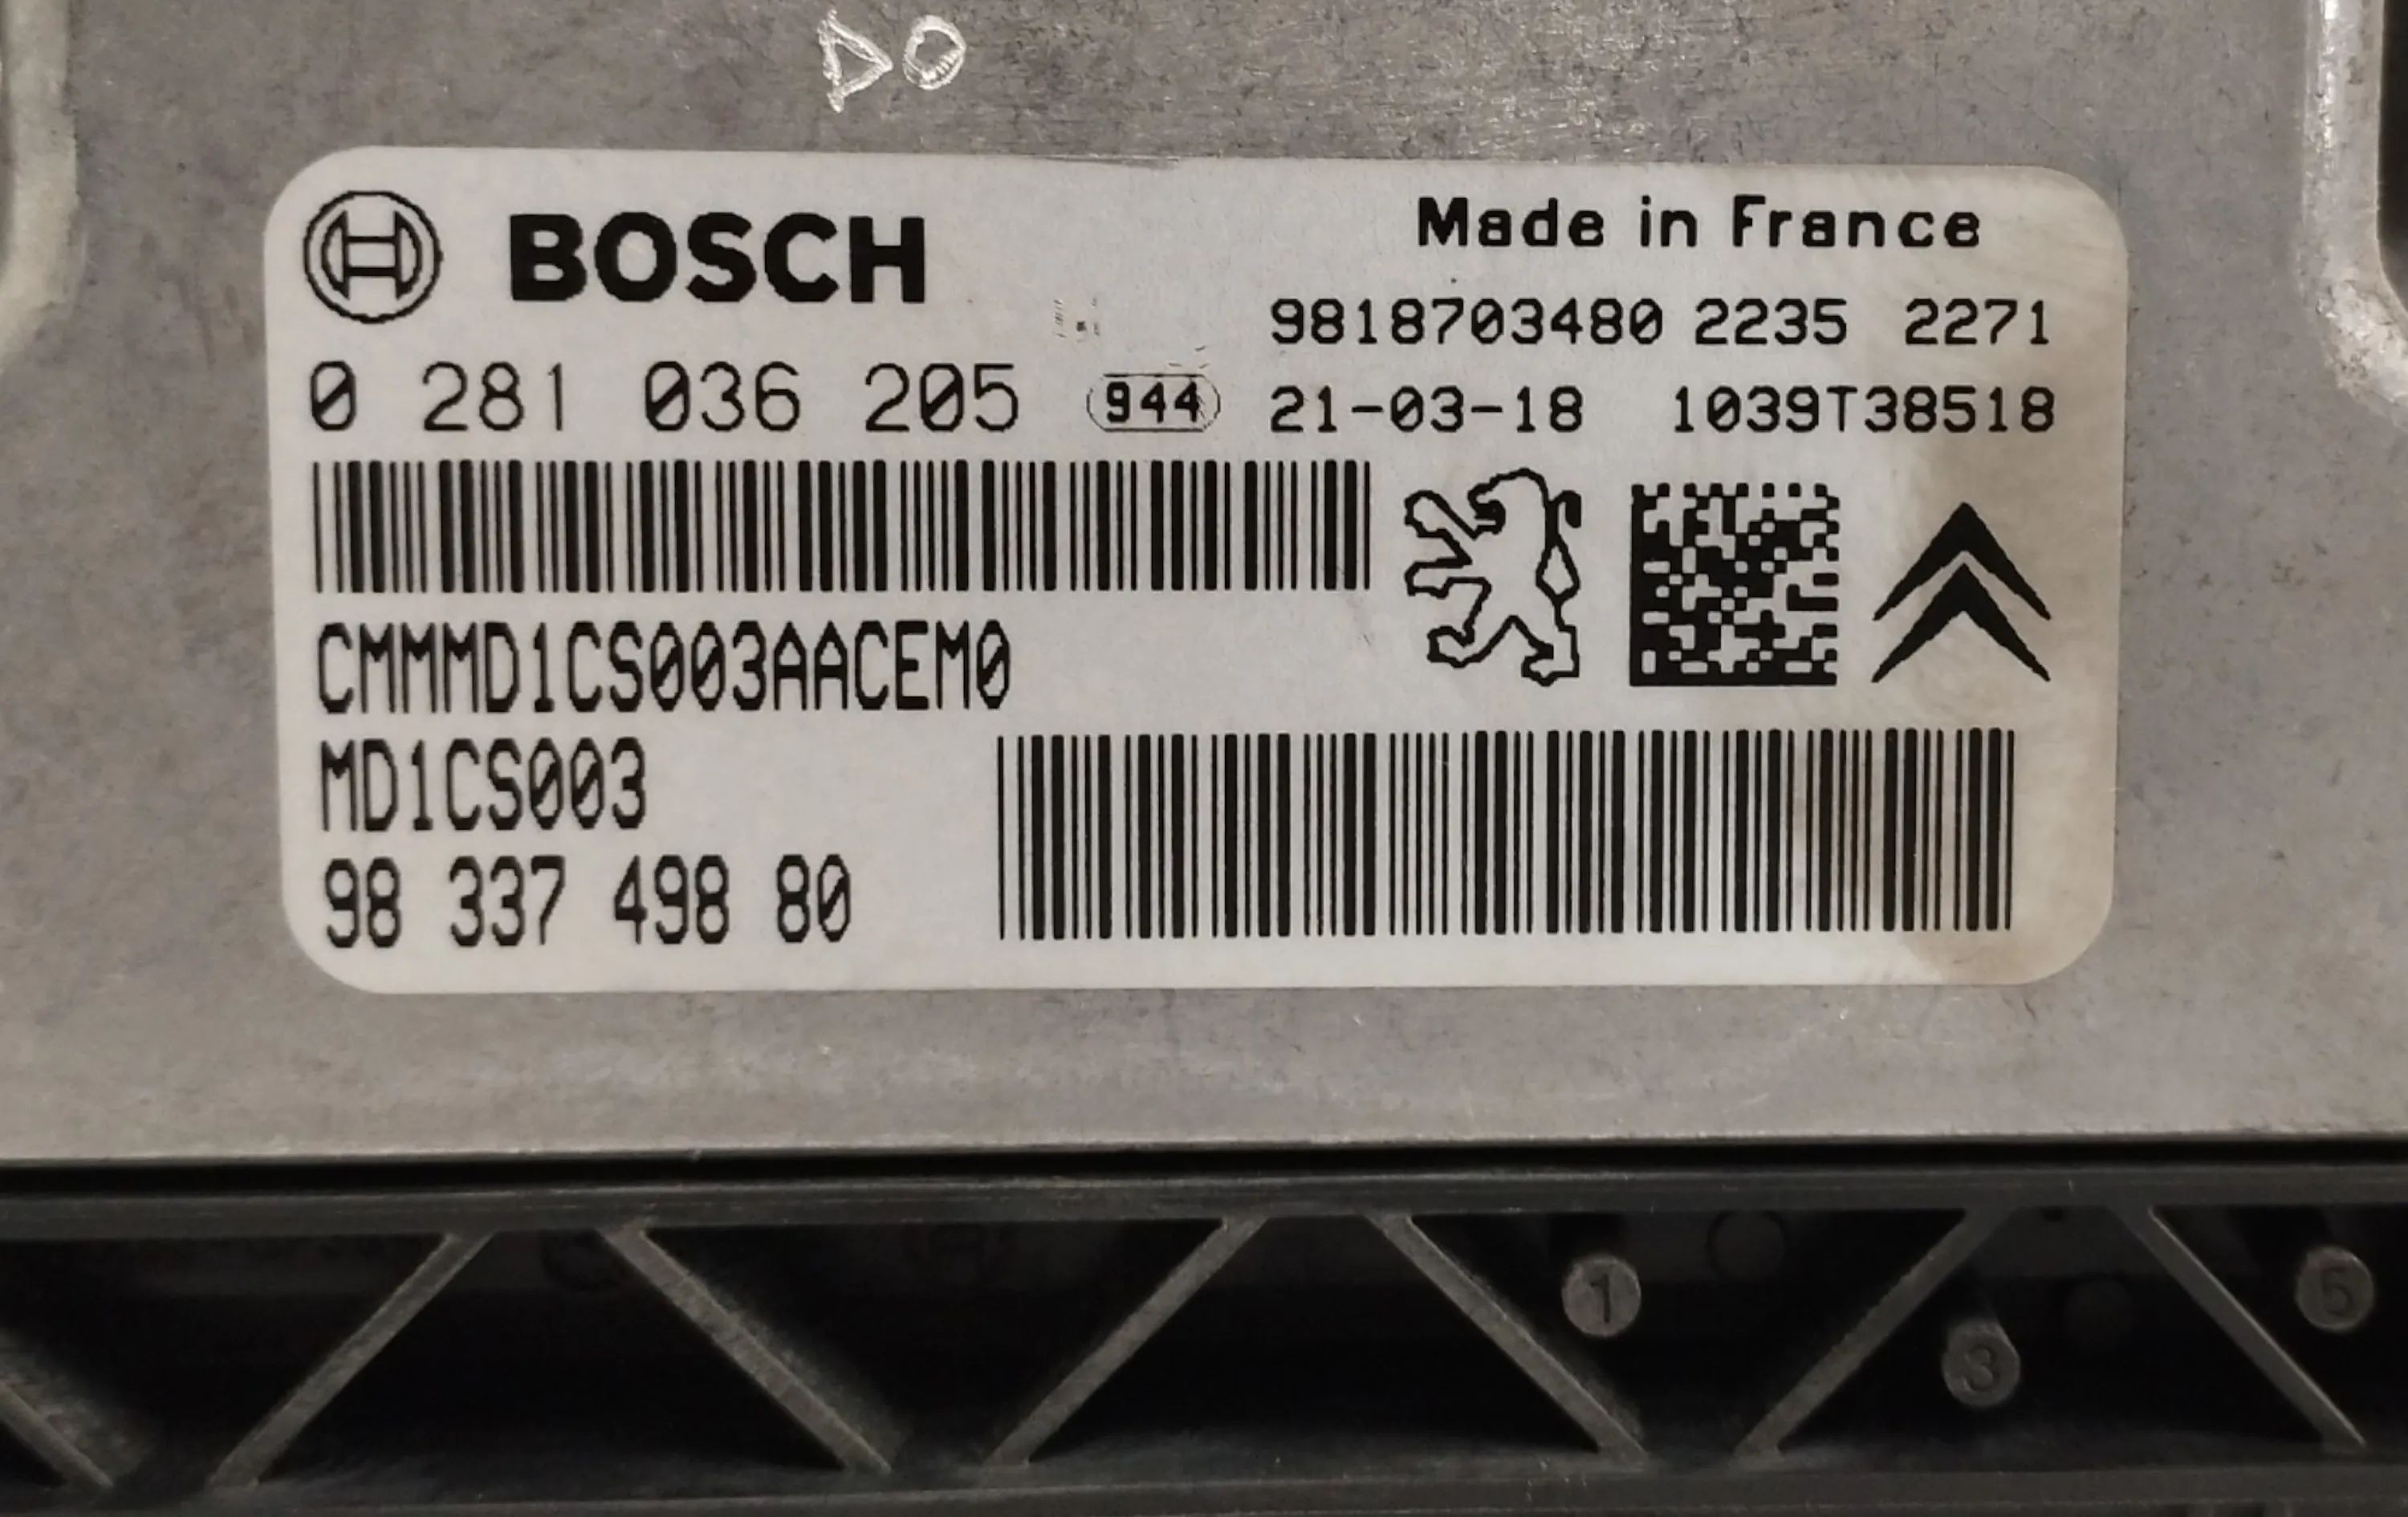 DO
BOSCH
Made in France
9818703480 2235 2271
0 281 036 205 944 21-03-18 1039T38518
CMMMD1CS003AACEM0
MD1CS003
98 337 498 80
1
3
5